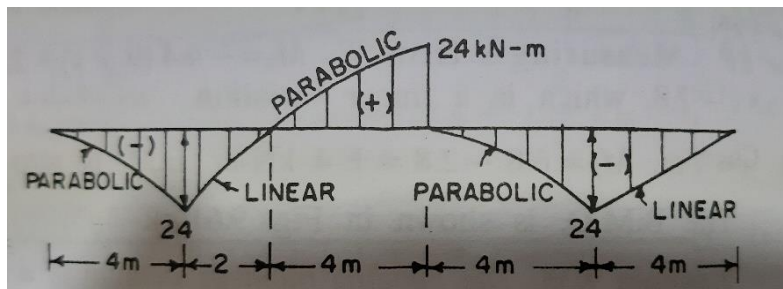 PARABOLIC
24 kN-m
(+)
(-)
PARABOLIC
LINEAR
PARABOLIC
(-)
LINEAR
24
24
4m
2
4m
4m
4m